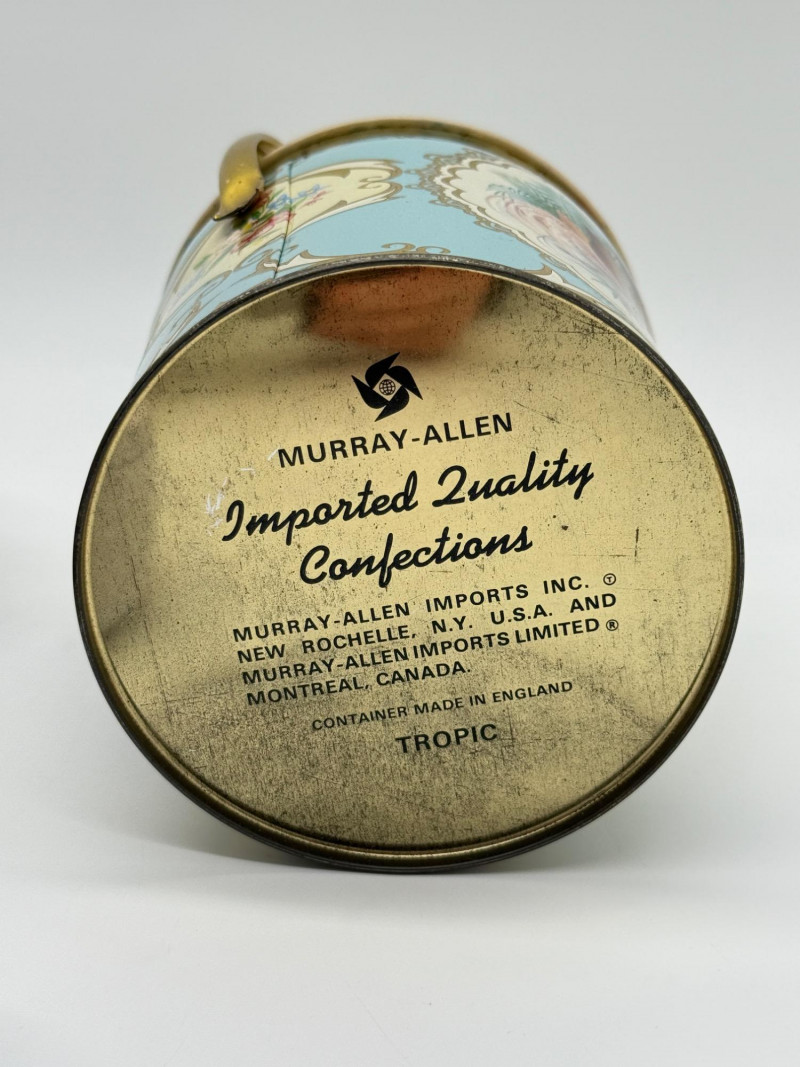 MURRAY-ALLEN
Imported Quality
Confections
MURRAY-ALLEN IMPORTS INC. Ⓣ
NEW ROCHELLE, N.Y. U.S.A. AND
MURRAY-ALLEN IMPORTS LIMITED ®
MONTREAL, CANADA.
CONTAINER MADE IN ENGLAND
TROPIC